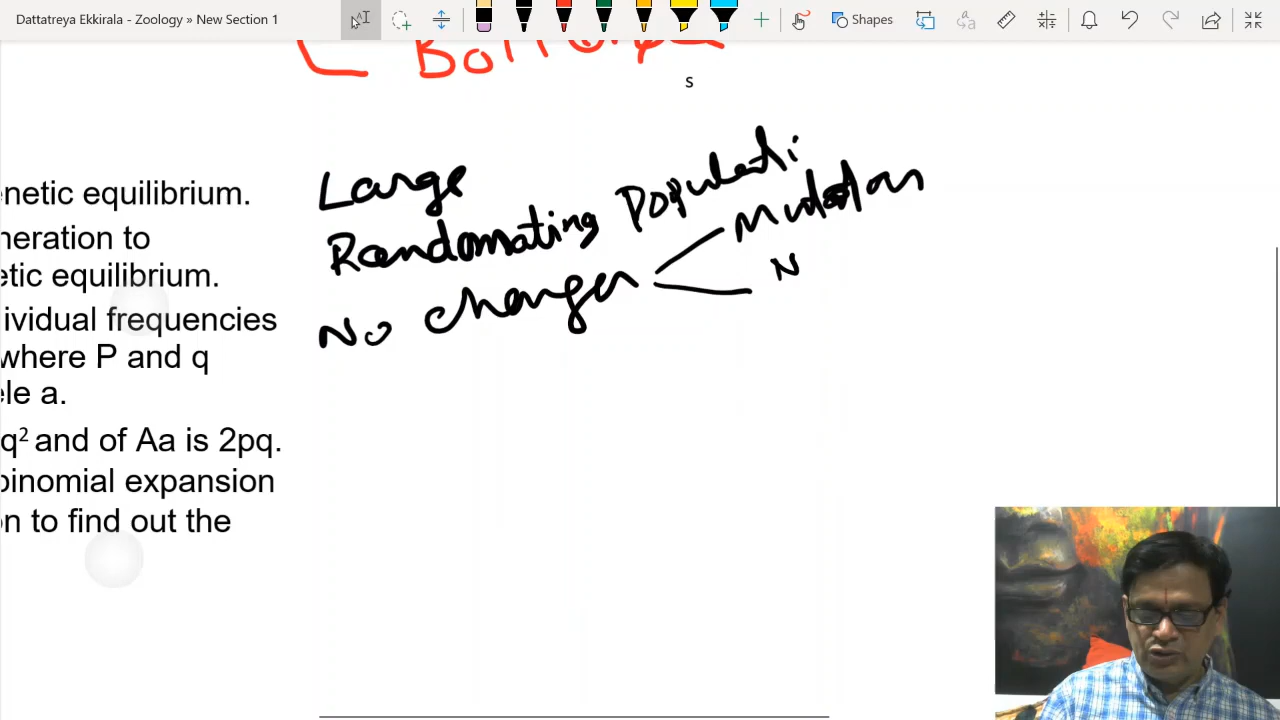 Dattatreya Ekkirala - Zoology » New Section 1
Shapes
s
Large
Randomating Populati
No changes
Mutation
N
enetic equilibrium.
neration to
etic equilibrium.
ividual frequencies
where P and q
ele a.
q² and of Aa is 2pq.
binomial expansion
on to find out the